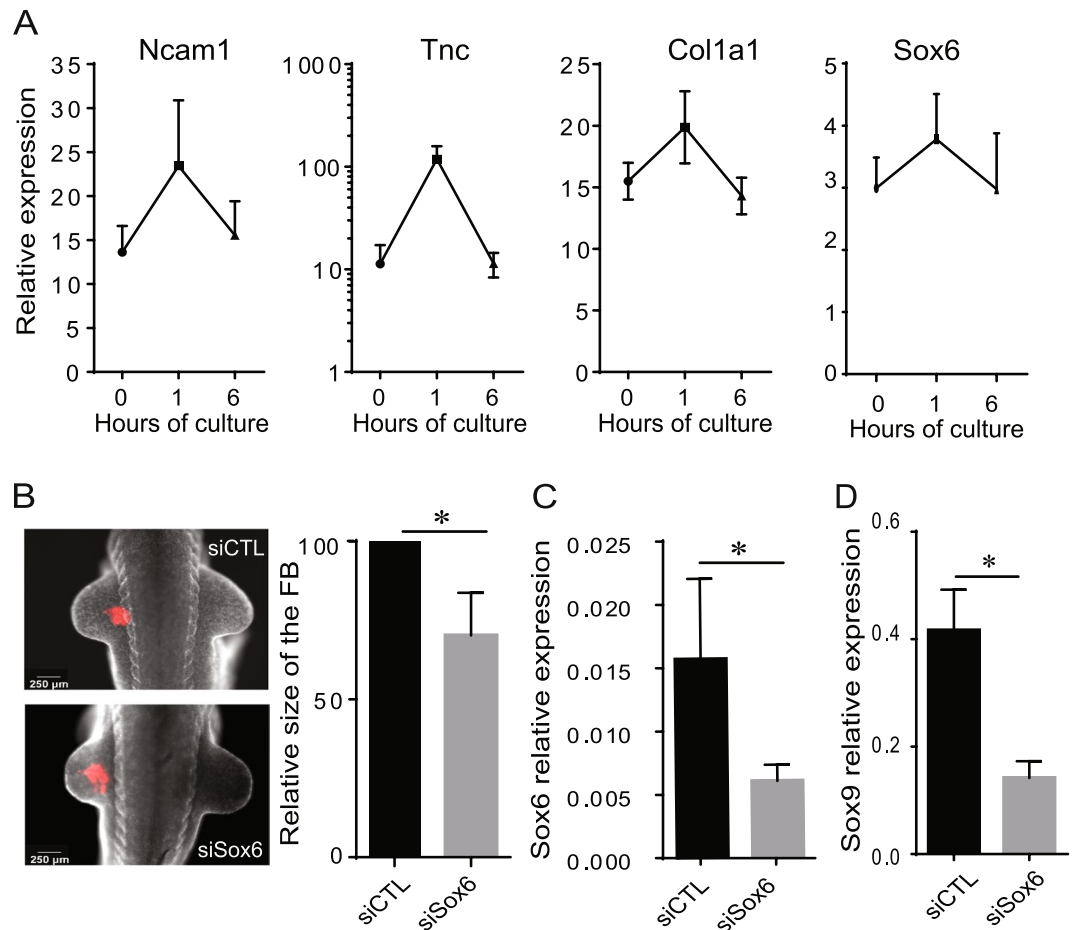 A
Ncam1
Tnc
Col1a1
Sox6
Relative expression
35
30
25
20
15
10
5
0
0 1 6
Hours of culture
1000
100
10
1
0 1 6
Hours of culture
25
20
15
10
5
0
0 1 6
Hours of culture
5
4
3
2
1
0
0 1 6
Hours of culture
B
siCTL
250 µm
siSox6
250 µm
Relative size of the FB
100
50
0
*
siCTL
siSox6
C
Sox6 relative expression
0.025
0.020
0.015
0.010
0.005
0.000
*
siCTL
siSox6
D
Sox9 relative expression
0.6
0.4
0.2
0.0
*
siCTL
siSox6